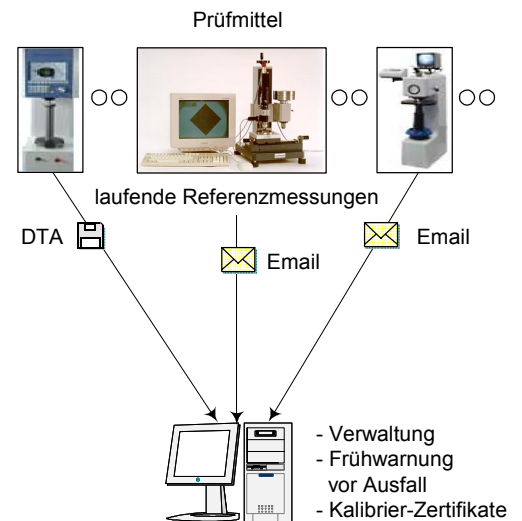 Prüfmittel
laufende Referenzmessungen
DTA
Email
Email
- Verwaltung
- Frühwarnung
vor Ausfall
- Kalibrier-Zertifikate